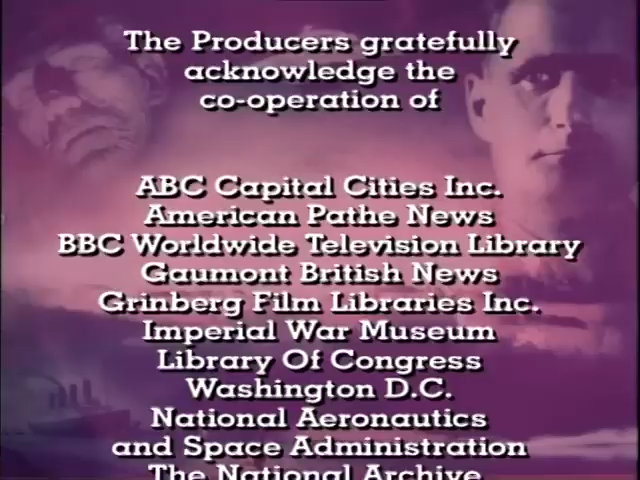 The Producers gratefully
acknowledge the
co-operation of
ABC Capital Cities Inc.
American Pathe News
BBC Worldwide Television Library
Gaumont British News
Grinberg Film Libraries Inc.
Imperial War Museum
Library Of Congress
Washington D.C.
National Aeronautics
and Space Administration
The National Archive